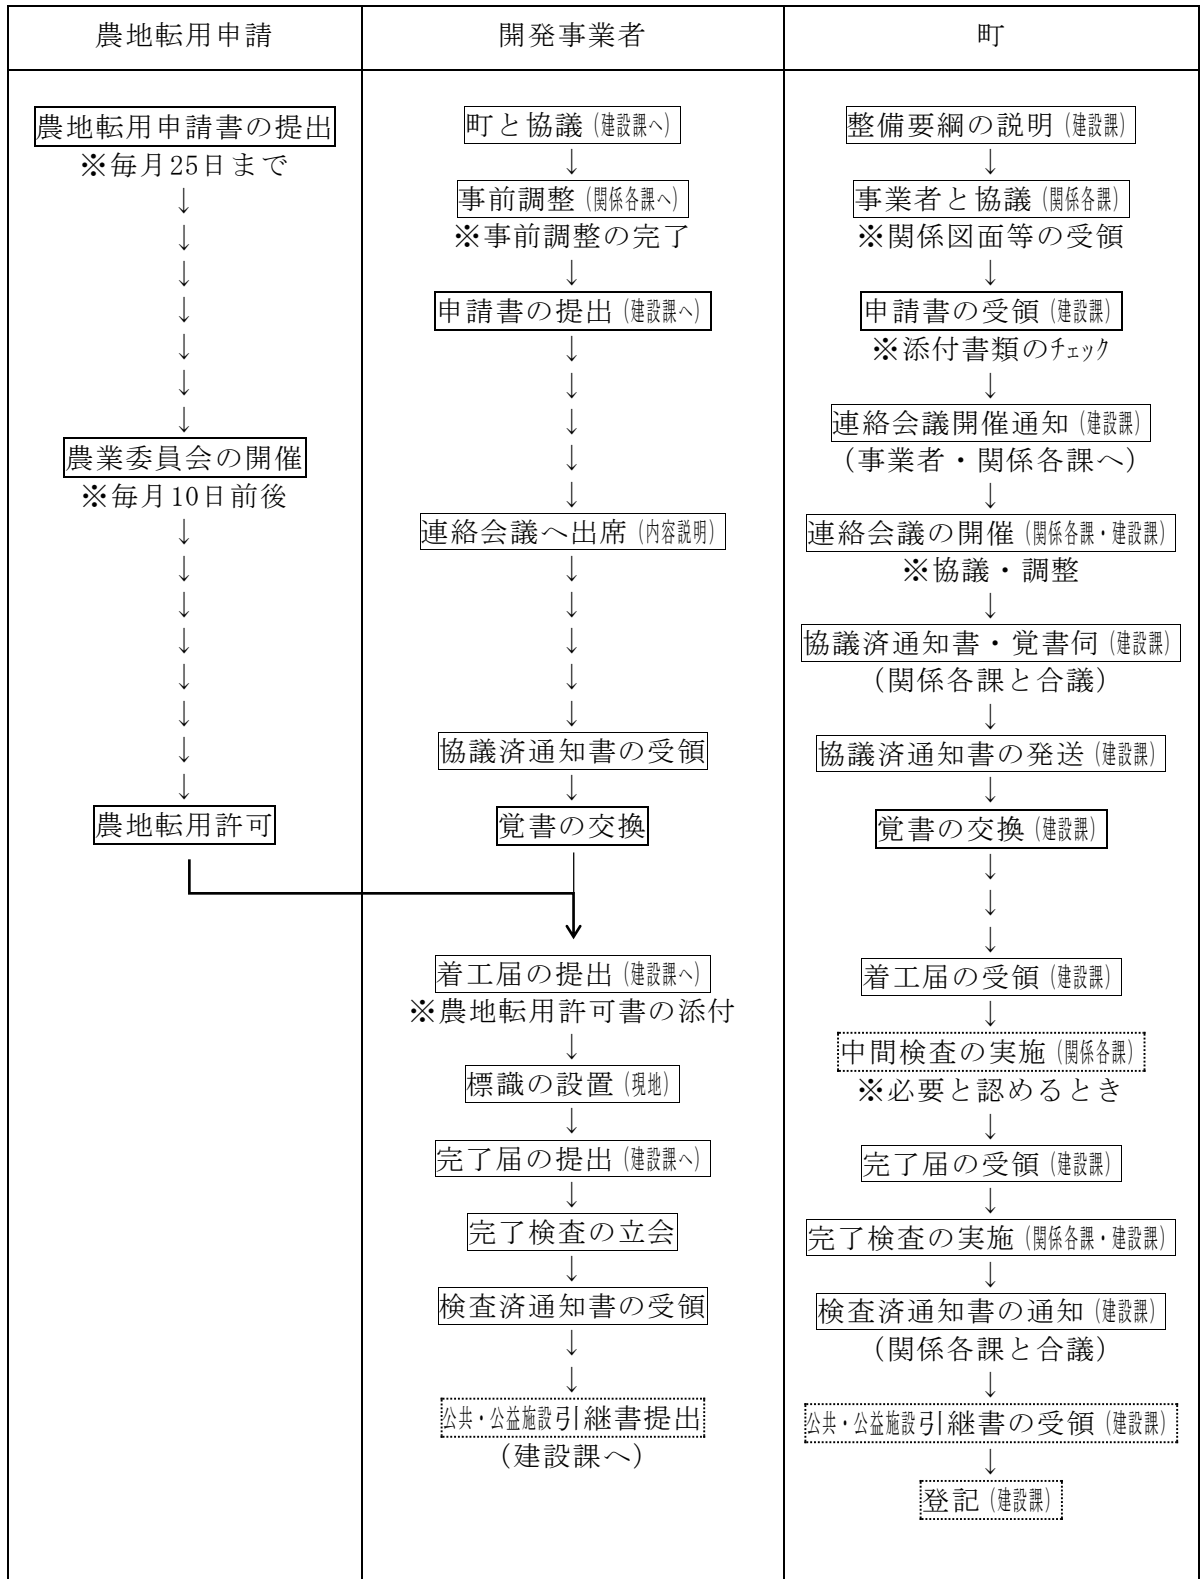 農地転用申請
農地転用申請書の提出
※毎月25日まで
↓
↓
↓
↓
↓
↓
↓
農業委員会の開催
※毎月10日前後
↓
↓
↓
↓
↓
↓
↓
↓
農地転用許可
開発事業者
町と協議(建設課へ)
↓
事前調整(関係各課へ)
※事前調整の完了
↓
申請書の提出(建設課へ)
↓
↓
↓
↓
↓
連絡会議へ出席(内容説明)
↓
↓
↓
↓
↓
協議済通知書の受領
↓
覚書の交換
着工届の提出(建設課へ)
※農地転用許可書の添付
↓
標識の設置(現地)
↓
完了届の提出(建設課へ)
↓
完了検査の立会
↓
検査済通知書の受領
↓
↓
公共・公益施設引継書提出
(建設課へ)
町
整備要綱の説明(建設課)
↓
事業者と協議(関係各課)
※関係図面等の受領
↓
申請書の受領(建設課)
※添付書類のチェック
↓
連絡会議開催通知(建設課)
(事業者・関係各課へ)
↓
連絡会議の開催(関係各課・建設課)
※協議・調整
↓
協議済通知書・覚書伺(建設課)
(関係各課と合議)
↓
協議済通知書の発送(建設課)
↓
覚書の交換(建設課)
↓
↓
↓
着工届の受領(建設課)
↓
中間検査の実施(関係各課)
※必要と認めるとき
↓
完了届の受領(建設課)
↓
完了検査の実施(関係各課・建設課)
↓
検査済通知書の通知(建設課)
(関係各課と合議)
↓
公共・公益施設引継書の受領(建設課)
↓
登記(建設課)